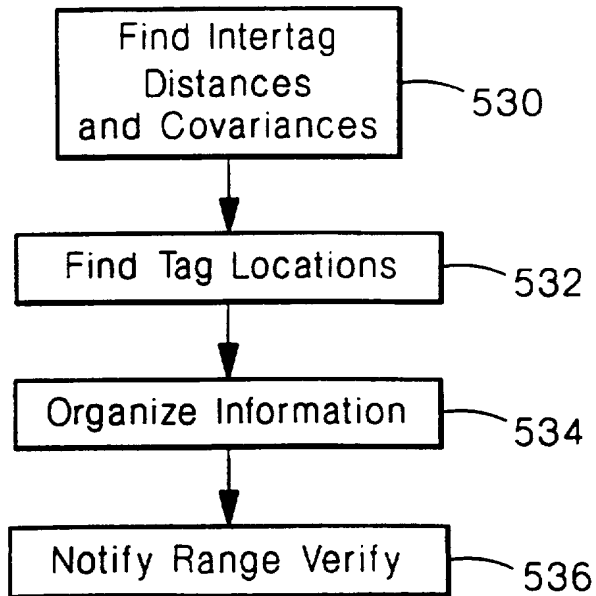 Find Intertag
Distances
and Covariances
530
Find Tag Locations
532
Organize Information
534
Notify Range Verify
536